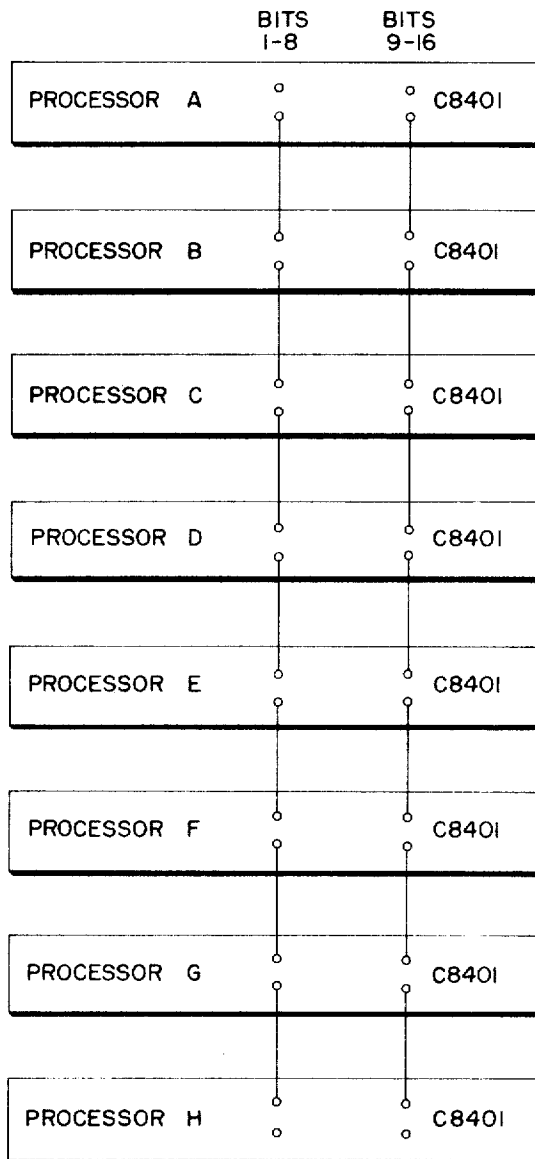 BITS 1-8 BITS 9-16
PROCESSOR A C8401
PROCESSOR B C8401
PROCESSOR C C8401
PROCESSOR D C8401
PROCESSOR E C8401
PROCESSOR F C8401
PROCESSOR G C8401
PROCESSOR H C8401